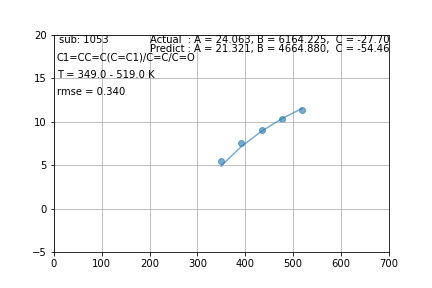 sub: 1053
Actual : A = 24.063, B = 6164.225, C = -27.70
Predict : A = 21.321, B = 4664.880, C = -54.46
C1=CC=C(C=C1)/C=C/C=O
T = 349.0 - 519.0 K
rmse = 0.340
20
15
10
5
0
−5
0 100 200 300 400 500 600 700